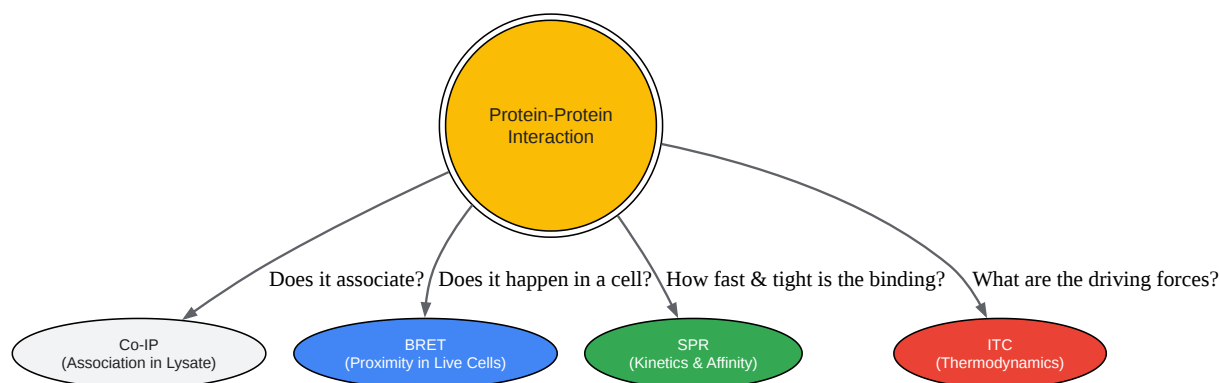 Protein-Protein
Interaction
Does it associate?
Does it happen in a cell?
How fast & tight is the binding?
What are the driving forces?
Co-IP
(Association in Lysate)
BRET
(Proximity in Live Cells)
SPR
(Kinetics & Affinity)
ITC
(Thermodynamics)